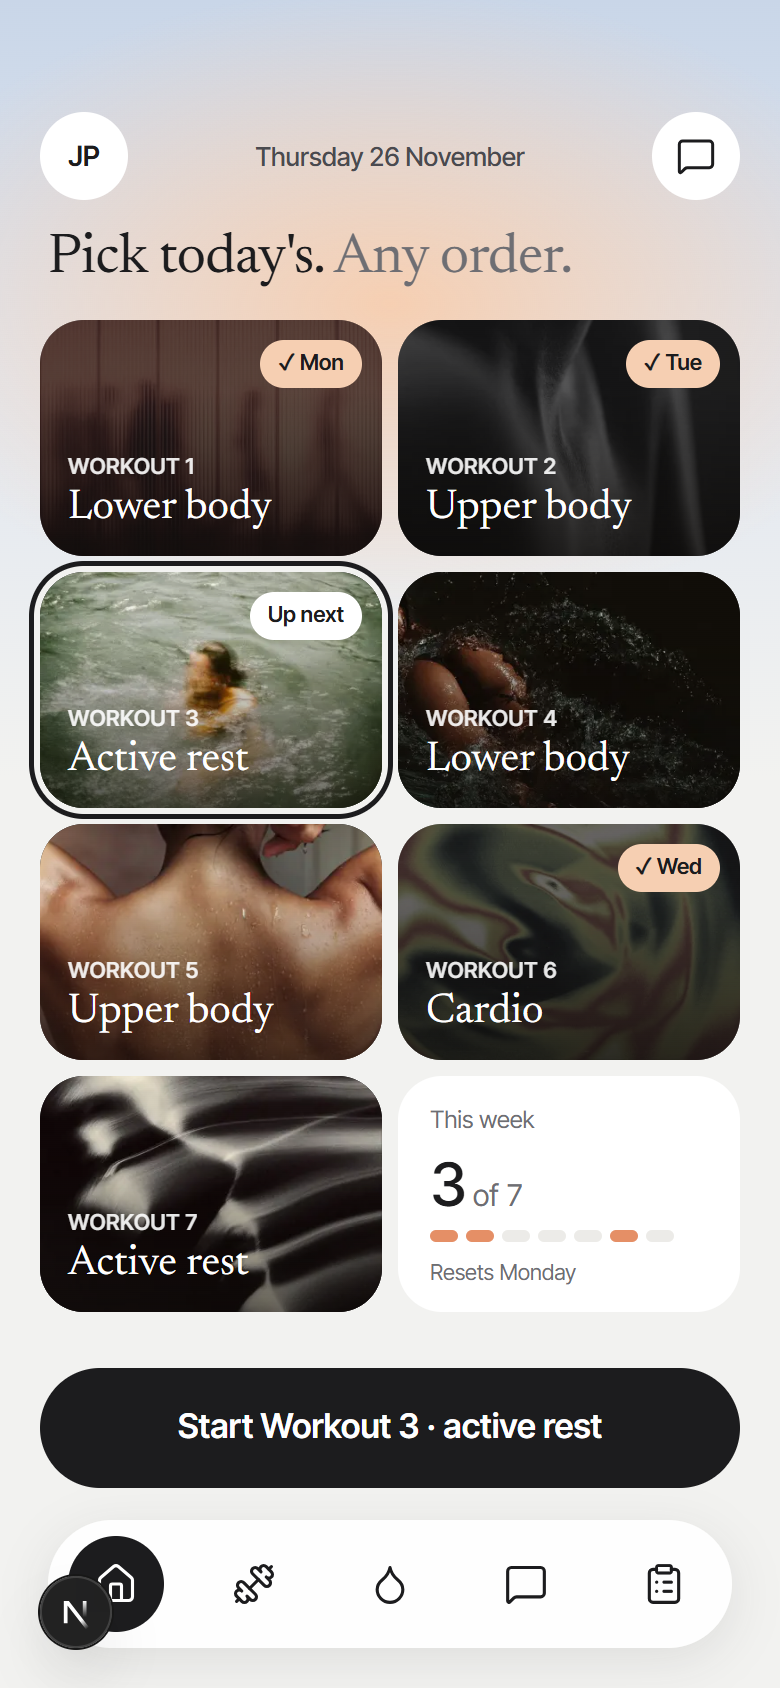 JP
Thursday 26 November
Pick today's. Any order.
✓ Mon
WORKOUT 1
Lower body
✓ Tue
WORKOUT 2
Upper body
Up next
WORKOUT 3
Active rest
WORKOUT 4
Lower body
WORKOUT 5
Upper body
✓ Wed
WORKOUT 6
Cardio
WORKOUT 7
Active rest
This week
3 of 7
Resets Monday
Start Workout 3 · active rest
N